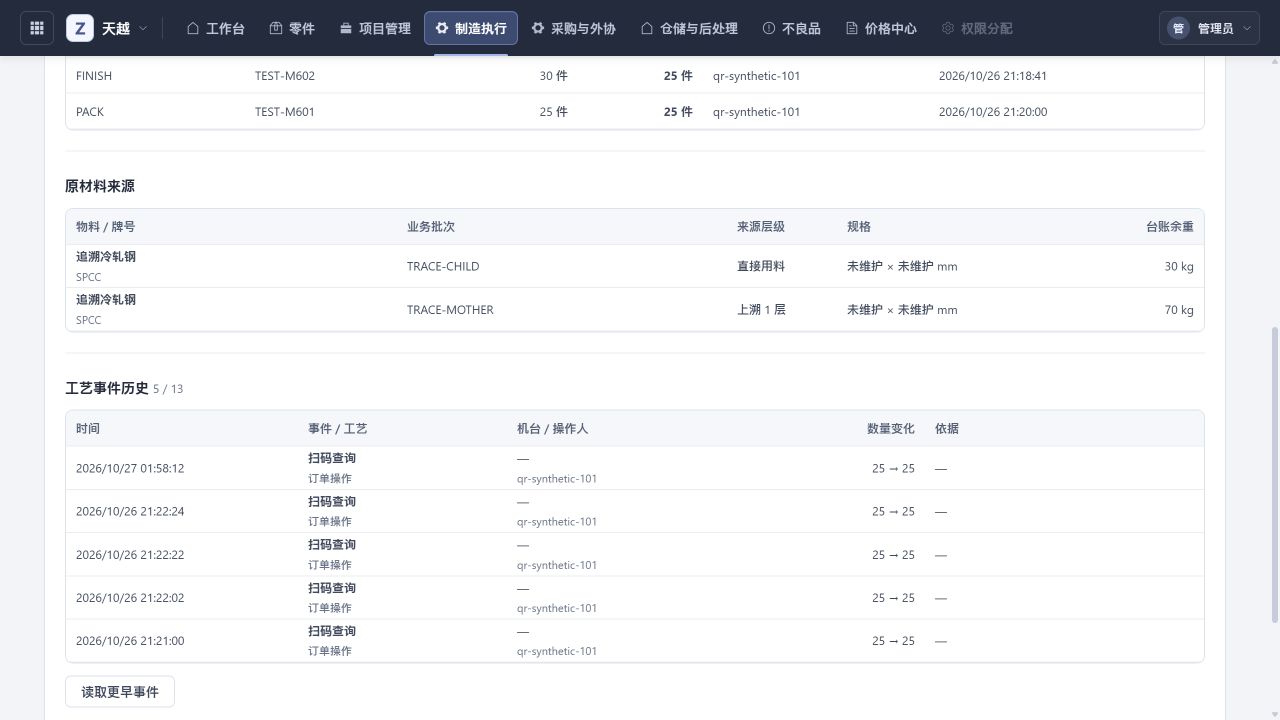 Z 天越 工作台 零件 项目管理 制造执行 采购与外协 仓储与后处理 不良品 价格中心 权限分配 管 管理员
FINISH TEST-M602 30 件 25 件 qr-synthetic-101 2026/10/26 21:18:41
PACK TEST-M601 25 件 25 件 qr-synthetic-101 2026/10/26 21:20:00
原材料来源
物料 / 牌号 业务批次 来源层级 规格 台账余重
追溯冷轧钢
SPCC
TRACE-CHILD 直接用料 未维护 × 未维护 mm 30 kg
追溯冷轧钢
SPCC
TRACE-MOTHER 上溯 1 层 未维护 × 未维护 mm 70 kg
工艺事件历史 5 / 13
时间 事件 / 工艺 机台 / 操作人 数量变化 依据
2026/10/27 01:58:12 扫码查询 — 25 → 25 —
订单操作 qr-synthetic-101
2026/10/26 21:22:24 扫码查询 — 25 → 25 —
订单操作 qr-synthetic-101
2026/10/26 21:22:22 扫码查询 — 25 → 25 —
订单操作 qr-synthetic-101
2026/10/26 21:22:02 扫码查询 — 25 → 25 —
订单操作 qr-synthetic-101
2026/10/26 21:21:00 扫码查询 — 25 → 25 —
订单操作 qr-synthetic-101
读取更早事件